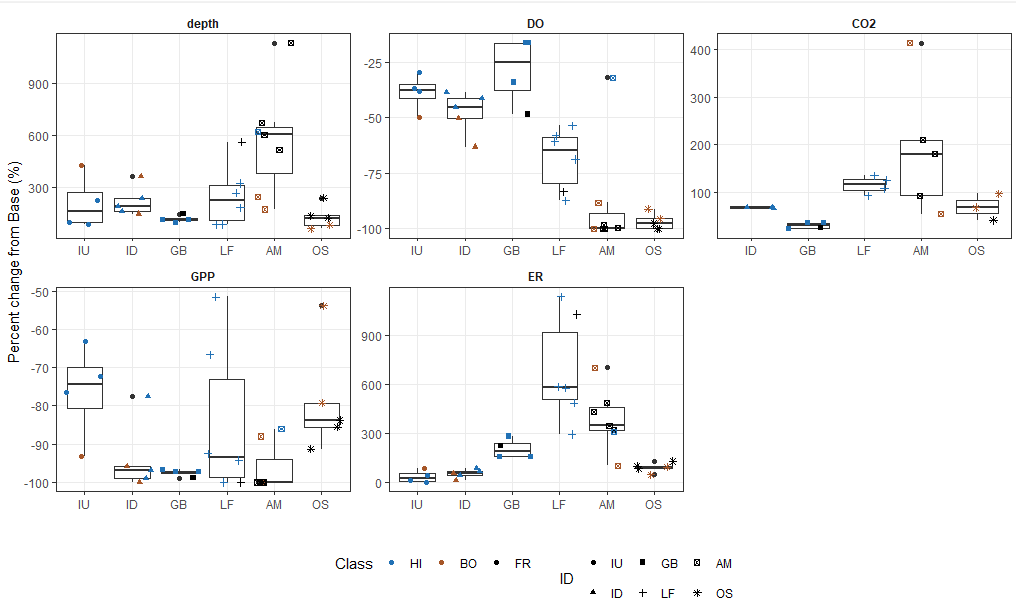 depth
DO
CO2
Percent change from Base (%)
900
600
300
IU ID GB LF AM OS
-25
-50
-75
-100
IU ID GB LF AM OS
400
300
200
100
ID GB LF AM OS
GPP
ER
-50
-60
-70
-80
-90
-100
IU ID GB LF AM OS
900
600
300
0
IU ID GB LF AM OS
Class HI BO FR
ID
IU GB AM
ID LF OS